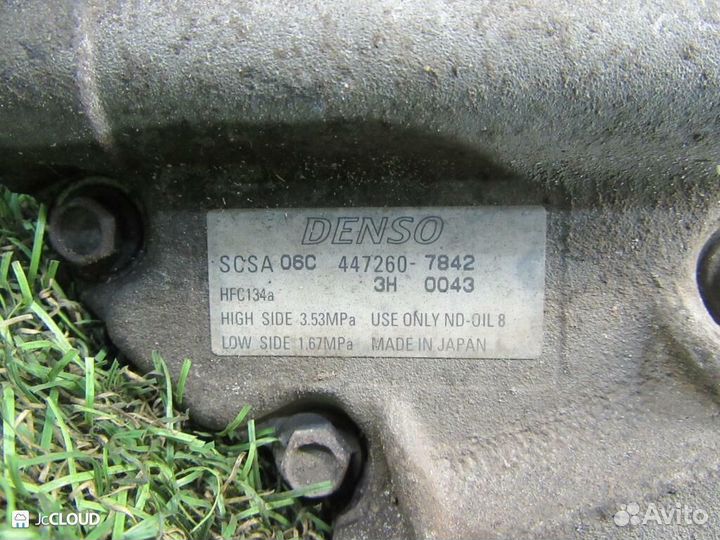 DENSO
SCSA 06C 447260-7842
3H 0043
HFC134a
HIGH SIDE 3.53MPa USE ONLY ND-OIL 8
LOW SIDE 1.67MPa MADE IN JAPAN
JcCLOUD
Avito